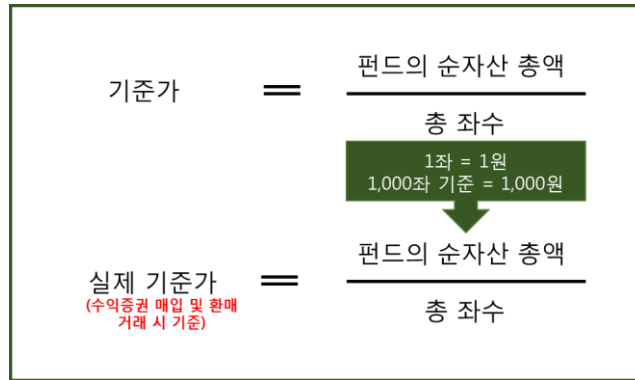 펀드의 순자산 총액
기준가 =
총 좌수
1좌 = 1원
1,000좌 기준 = 1,000원
펀드의 순자산 총액
실제 기준가 =
(수익증권 매입 및 환매
거래 시 기준)
총 좌수